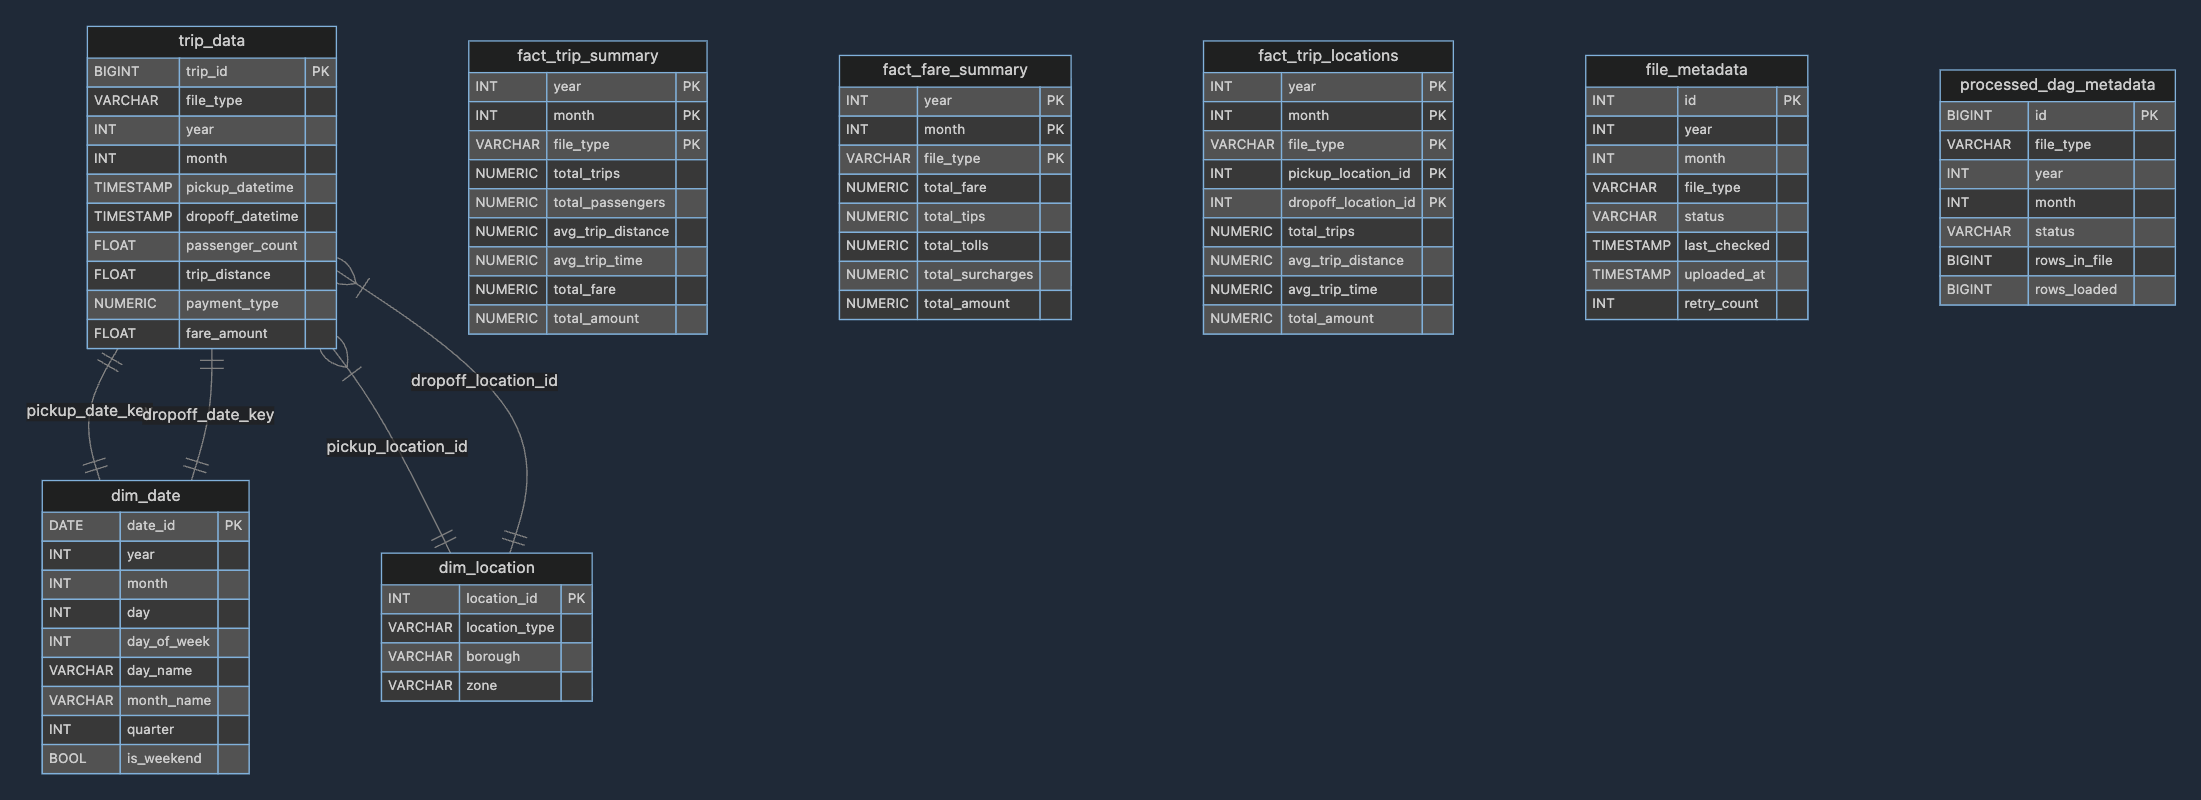 trip_data
BIGINT trip_id PK
VARCHAR file_type
INT year
INT month
TIMESTAMP pickup_datetime
TIMESTAMP dropoff_datetime
FLOAT passenger_count
FLOAT trip_distance
NUMERIC payment_type
FLOAT fare_amount
fact_trip_summary
INT year PK
INT month PK
VARCHAR file_type PK
NUMERIC total_trips
NUMERIC total_passengers
NUMERIC avg_trip_distance
NUMERIC avg_trip_time
NUMERIC total_fare
NUMERIC total_amount
fact_fare_summary
INT year PK
INT month PK
VARCHAR file_type PK
NUMERIC total_fare
NUMERIC total_tips
NUMERIC total_tolls
NUMERIC total_surcharges
NUMERIC total_amount
fact_trip_locations
INT year PK
INT month PK
VARCHAR file_type PK
INT pickup_location_id PK
INT dropoff_location_id PK
NUMERIC total_trips
NUMERIC avg_trip_distance
NUMERIC avg_trip_time
NUMERIC total_amount
file_metadata
INT id PK
INT year
INT month
VARCHAR file_type
VARCHAR status
TIMESTAMP last_checked
TIMESTAMP uploaded_at
INT retry_count
processed_dag_metadata
BIGINT id PK
VARCHAR file_type
INT year
INT month
VARCHAR status
BIGINT rows_in_file
BIGINT rows_loaded
dropoff_location_id
pickup_date_ke
dropoff_date_key
pickup_location_id
dim_date
DATE date_id PK
INT year
INT month
INT day
INT day_of_week
VARCHAR day_name
VARCHAR month_name
INT quarter
BOOL is_weekend
dim_location
INT location_id PK
VARCHAR location_type
VARCHAR borough
VARCHAR zone